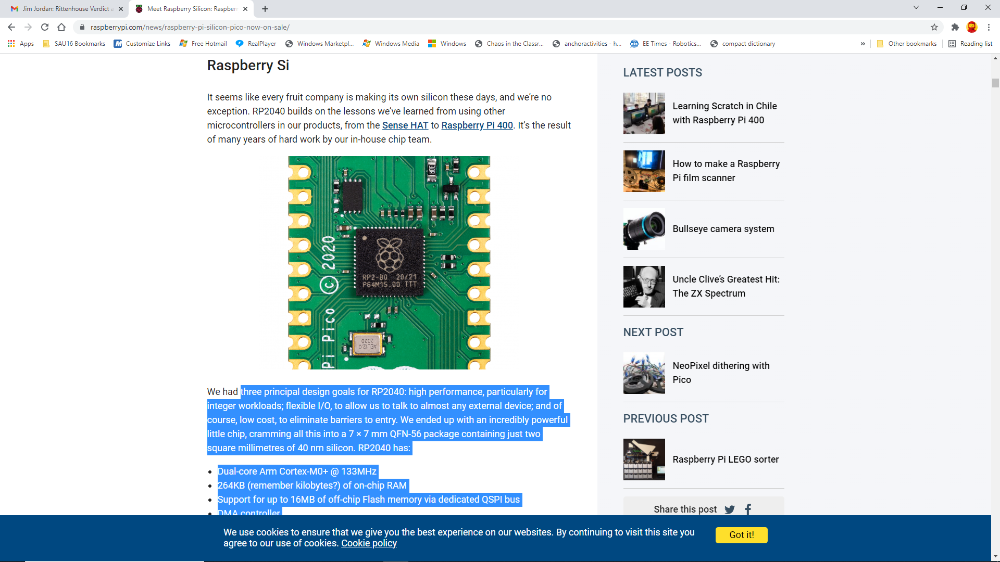 Jim Jordan: Rittenhouse Verdict a
Meet Raspberry Silicon: Raspberr
raspberrypi.com/news/raspberry-pi-silicon-pico-now-on-sale/
Apps
SAU16 Bookmarks
Customize Links
Free Hotmail
RealPlayer
Windows Marketpl...
Windows Media
Windows
Chaos in the Classr...
anchoractivities - h...
EE Times - Robotics...
compact dictionary
»
Other bookmarks
Reading list
Raspberry Si
It seems like every fruit company is making its own silicon these days, and we’re no
exception. RP2040 builds on the lessons we’ve learned from using other
microcontrollers in our products, from the Sense HAT to Raspberry Pi 400. It’s the result
of many years of hard work by our in-house chip team.
RP2-B0 20/21
P64M15.00 TTT
Pi Pico © 2020
AEL12.0
2020
We had three principal design goals for RP2040: high performance, particularly for
integer workloads; flexible I/O, to allow us to talk to almost any external device; and of
course, low cost, to eliminate barriers to entry. We ended up with an incredibly powerful
little chip, cramming all this into a 7 × 7 mm QFN-56 package containing just two
square millimetres of 40 nm silicon. RP2040 has:
Dual-core Arm Cortex-M0+ @ 133MHz
264KB (remember kilobytes?) of on-chip RAM
Support for up to 16MB of off-chip Flash memory via dedicated QSPI bus
DMA controller
LATEST POSTS
Learning Scratch in Chile
with Raspberry Pi 400
How to make a Raspberry
Pi film scanner
Bullseye camera system
Uncle Clive’s Greatest Hit:
The ZX Spectrum
NEXT POST
NeoPixel dithering with
Pico
PREVIOUS POST
Raspberry Pi LEGO sorter
Share this post
We use cookies to ensure that we give you the best experience on our websites. By continuing to visit this site you
agree to our use of cookies. Cookie policy
Got it!